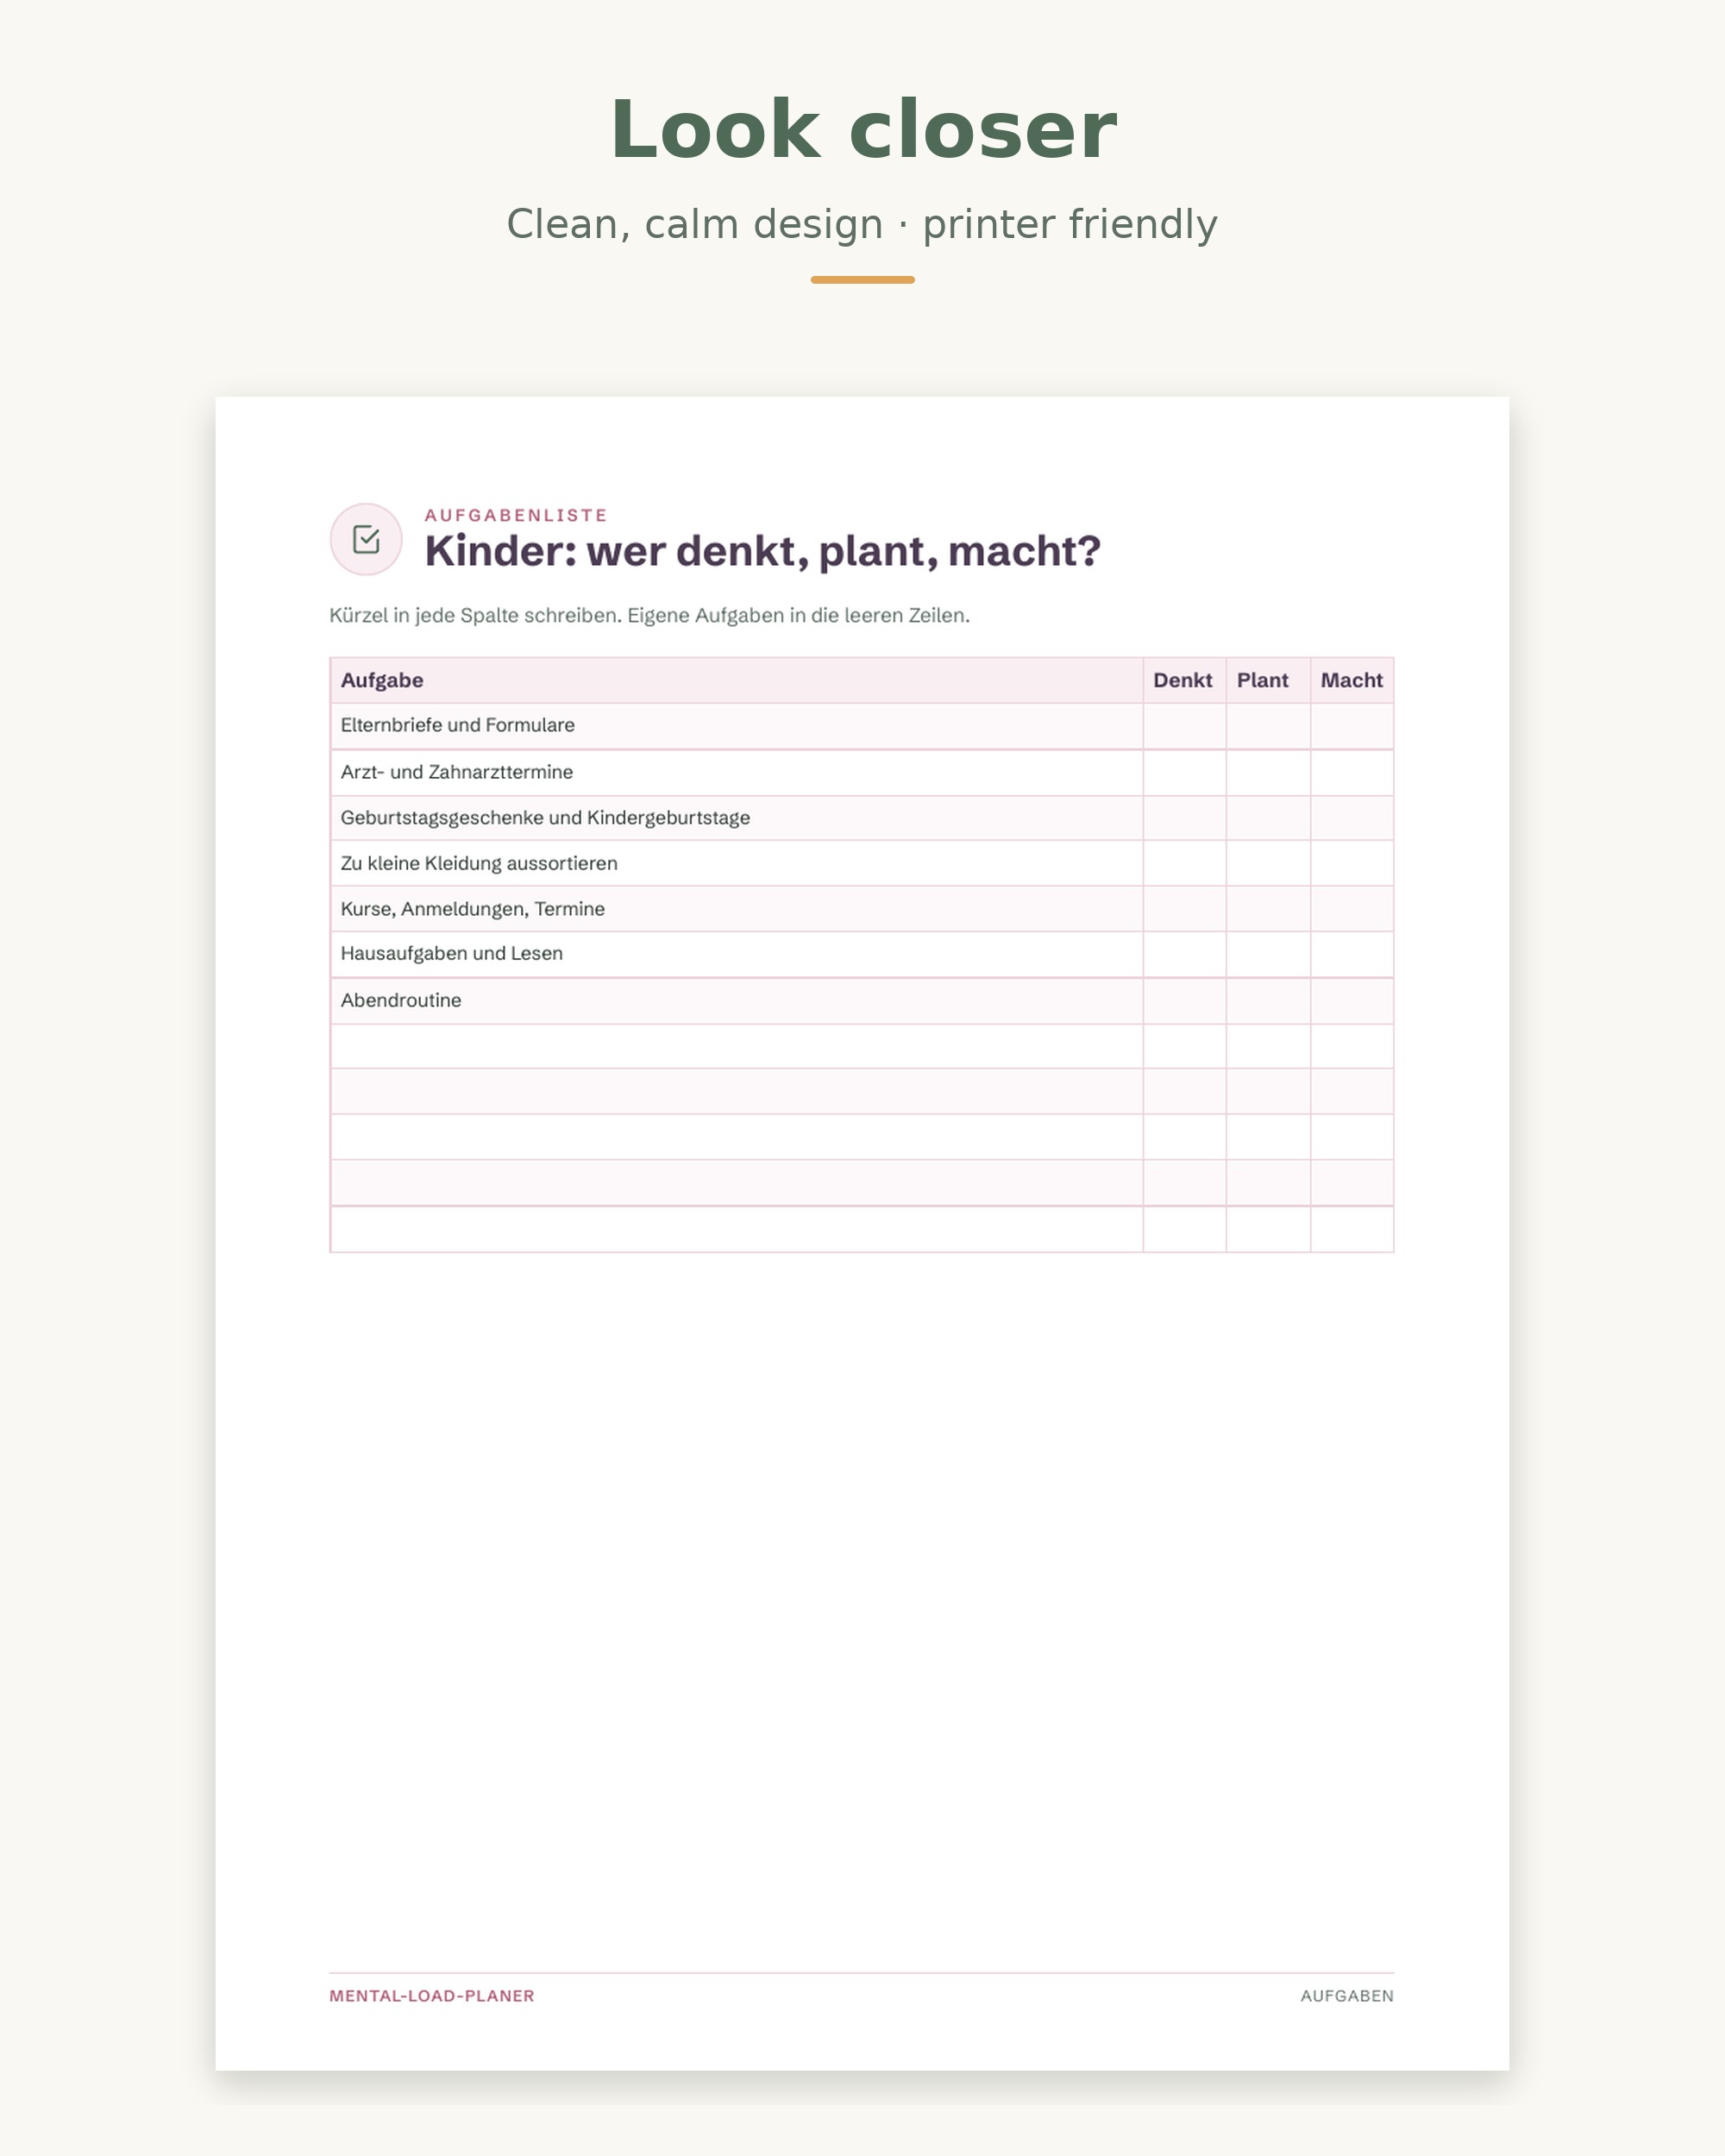 Look closer
Clean, calm design · printer friendly
AUFGABENLISTE
Kinder: wer denkt, plant, macht?
Kürzel in jede Spalte schreiben. Eigene Aufgaben in die leeren Zeilen.
Aufgabe Denkt Plant Macht
Elternbriefe und Formulare
Arzt- und Zahnarzttermine
Geburtstagsgeschenke und Kindergeburtstage
Zu kleine Kleidung aussortieren
Kurse, Anmeldungen, Termine
Hausaufgaben und Lesen
Abendroutine
MENTAL-LOAD-PLANER AUFGABEN